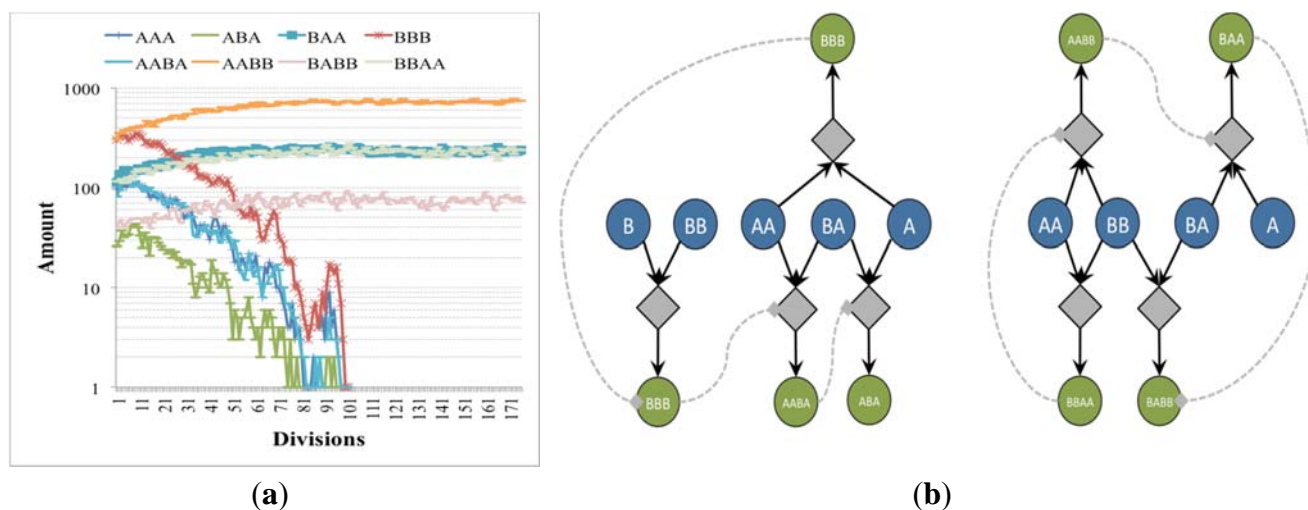 AAA ABA BAA BBB
AABA AABB BABB BBAA
1000
100
10
1
Amount
1 11 21 31 41 51 61 71 81 91 101 111 121 131 141 151 161 171
Divisions
(a)
BBB
B BB AA BA A
BBB AABA ABA
AABB BAA
AA BB BA A
BBAA BABB
(b)